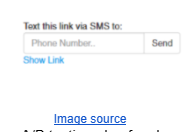 Text this link via SMS to:
Phone Number... Send
Show Link
Image source